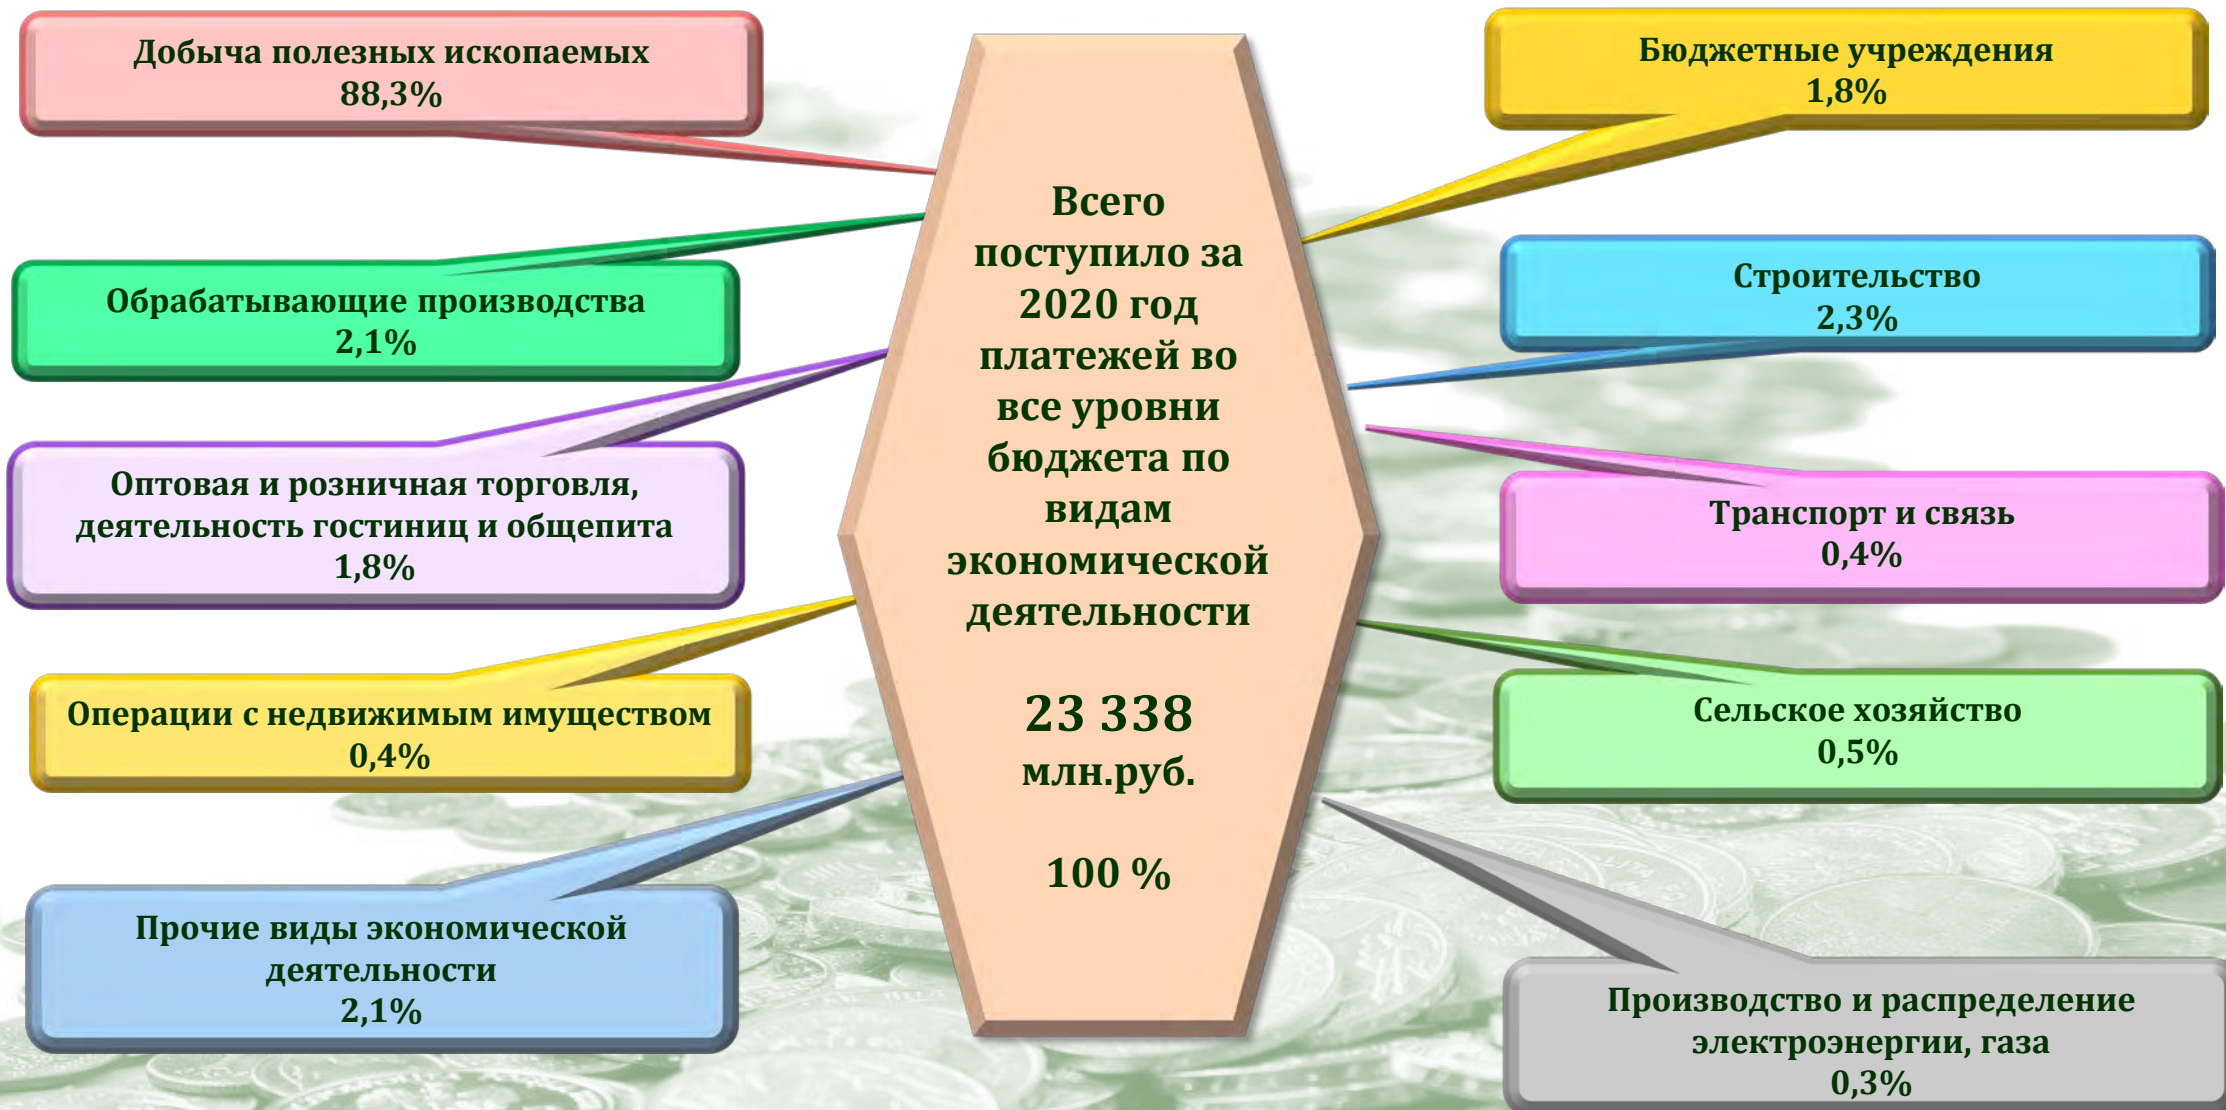 Добыча полезных ископаемых
88,3%
Обрабатывающие производства
2,1%
Оптовая и розничная торговля,
деятельность гостиниц и общепита
1,8%
Операции с недвижимым имуществом
0,4%
Прочие виды экономической
деятельности
2,1%
Всего
поступило за
2020 год
платежей во
все уровни
бюджета по
видам
экономической
деятельности
23 338
млн.руб.
100 %
Бюджетные учреждения
1,8%
Строительство
2,3%
Транспорт и связь
0,4%
Сельское хозяйство
0,5%
Производство и распределение
электроэнергии, газа
0,3%